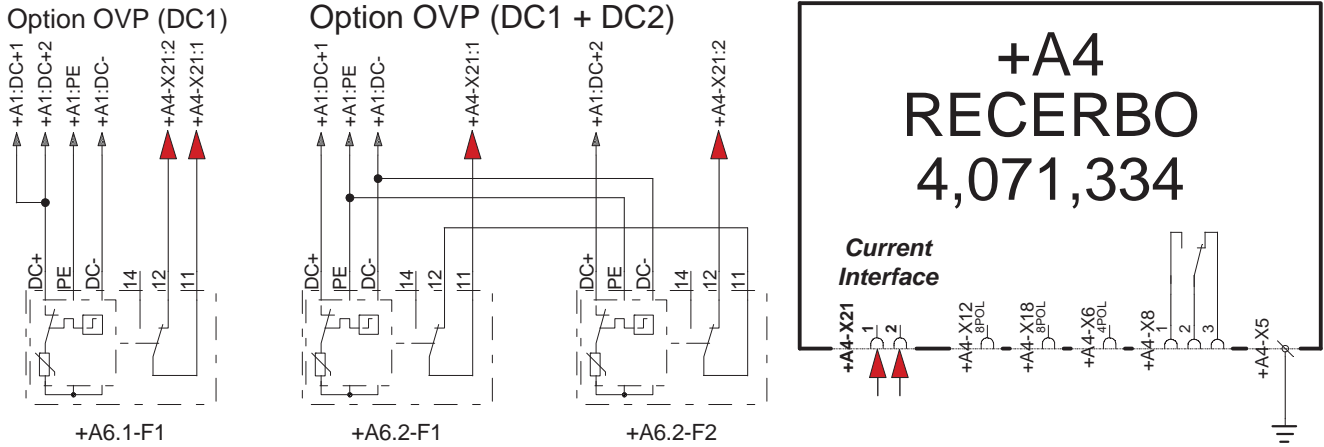 Option OVP (DC1)
+A1:DC+1
+A1:DC+2
+A1:PE
+A1:DC-
+A4-X21:2
+A4-X21:1
DC+
PE
DC-
14
12
11
+A6.1-F1
Option OVP (DC1 + DC2)
+A1:DC+1
+A1:PE
+A1:DC-
+A4-X21:1
+A1:DC+2
+A4-X21:2
DC+
PE
DC-
14
12
11
DC+
PE
DC-
14
12
11
+A6.2-F1
+A6.2-F2
+A4
RECERBO
4,071,334
Current
Interface
+A4-X21
1
2
+A4-X12
8POL
+A4-X18
8POL
+A4-X6
4POL
+A4-X8
1
2
3
+A4-X5